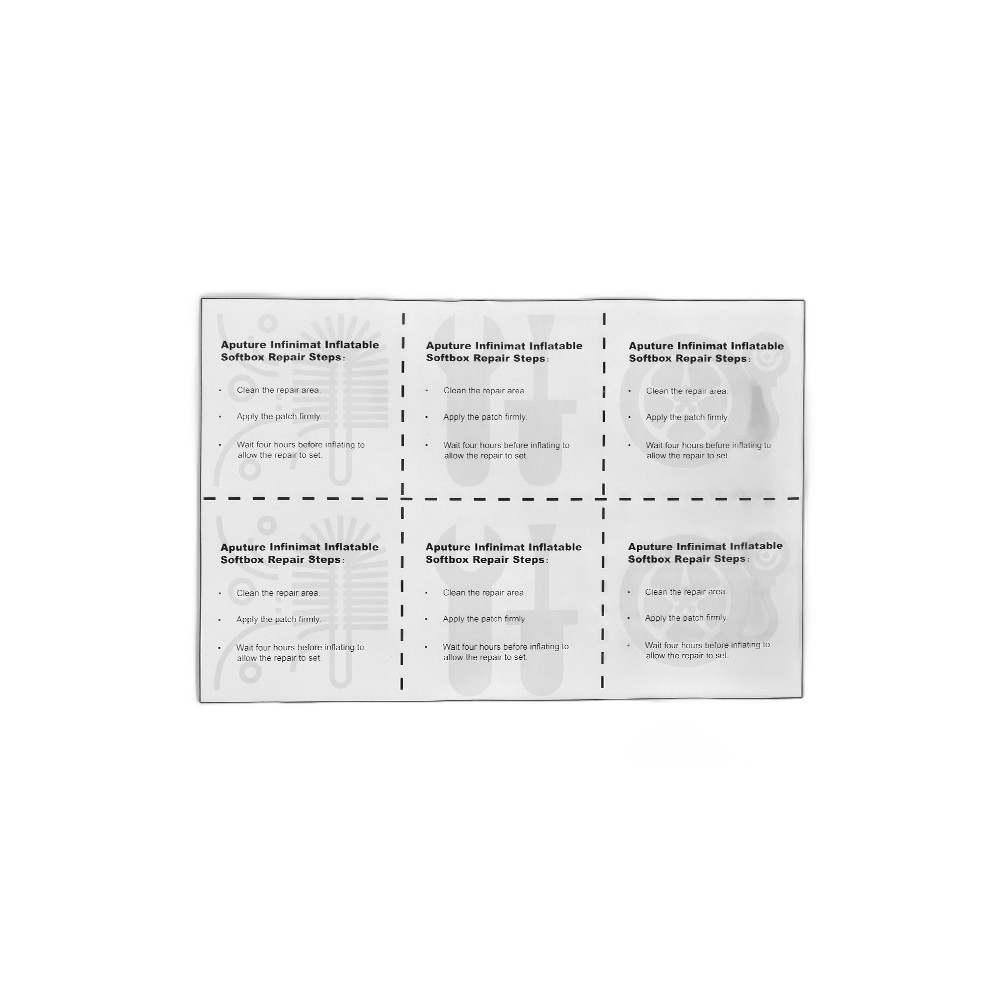 Aputure Infinimat Inflatable
Softbox Repair Steps:
• Clean the repair area.
• Apply the patch firmly.
• Wait four hours before inflating to
allow the repair to set.
Aputure Infinimat Inflatable
Softbox Repair Steps:
• Clean the repair area.
• Apply the patch firmly.
• Wait four hours before inflating to
allow the repair to set.
Aputure Infinimat Inflatable
Softbox Repair Steps:
• Clean the repair area.
• Apply the patch firmly.
• Wait four hours before inflating to
allow the repair to set.
Aputure Infinimat Inflatable
Softbox Repair Steps:
• Clean the repair area.
• Apply the patch firmly.
• Wait four hours before inflating to
allow the repair to set.
Aputure Infinimat Inflatable
Softbox Repair Steps:
• Clean the repair area.
• Apply the patch firmly
• Wait four hours before inflating to
allow the repair to set.
Aputure Infinimat Inflatable
Softbox Repair Steps:
• Clean the repair area.
• Apply the patch firmly.
• Wait four hours before inflating to
allow the repair to set.